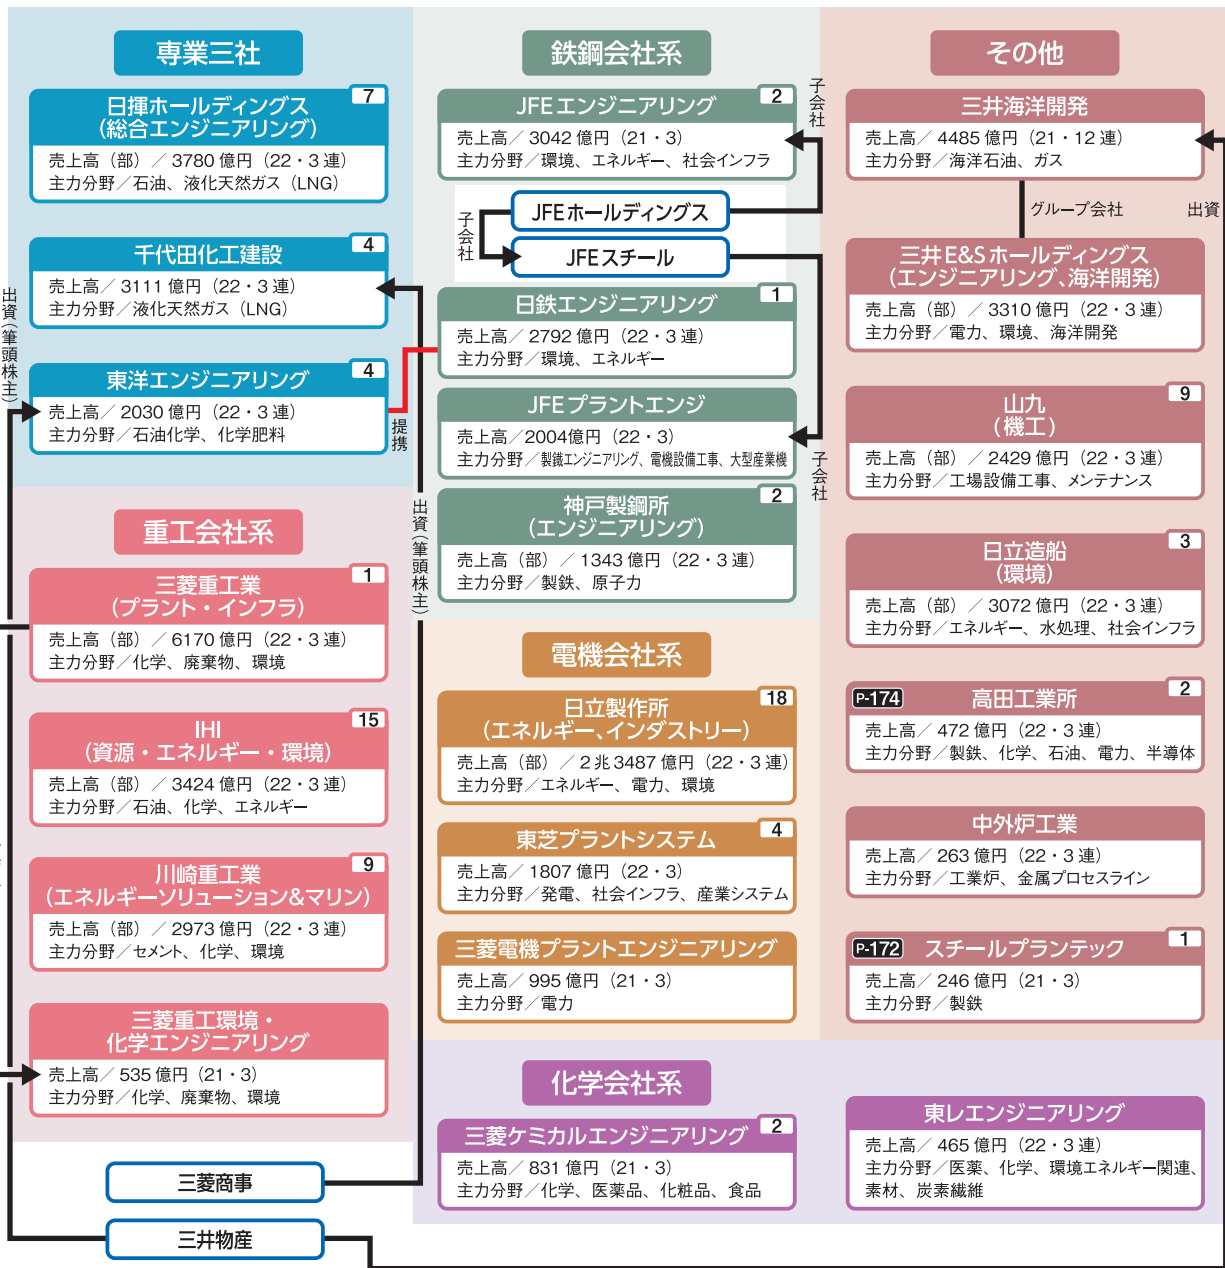 専業三社
日揮ホールディングス
(総合エンジニアリング)
7
売上高（部）／3780億円（22・3連）
主力分野／石油、液化天然ガス（LNG）
千代田化工建設
4
売上高／3111億円（22・3連）
主力分野／液化天然ガス（LNG）
東洋エンジニアリング
4
売上高／2030億円（22・3連）
主力分野／石油化学、化学肥料
出資（筆頭株主）
提携
重工会社系
三菱重工業
(プラント・インフラ)
1
売上高（部）／6170億円（22・3連）
主力分野／化学、廃棄物、環境
IHI
(資源・エネルギー・環境)
15
売上高（部）／3424億円（22・3連）
主力分野／石油、化学、エネルギー
川崎重工業
(エネルギーソリューション&マリン)
9
売上高（部）／2973億円（22・3連）
主力分野／セメント、化学、環境
三菱重工環境・
化学エンジニアリング
売上高／535億円（21・3）
主力分野／化学、廃棄物、環境
三菱商事
三井物産
出資（筆頭株主）
鉄鋼会社系
JFEエンジニアリング
2
売上高／3042億円（21・3）
主力分野／環境、エネルギー、社会インフラ
子会社
JFEホールディングス
子会社
JFEスチール
日鉄エンジニアリング
1
売上高／2792億円（22・3連）
主力分野／環境、エネルギー
JFEプラントエンジ
売上高／2004億円（22・3）
主力分野／製鐵エンジニアリング、電機設備工事、大型産業機
子会社
神戸製鋼所
(エンジニアリング)
2
売上高（部）／1343億円（22・3連）
主力分野／製鉄、原子力
電機会社系
日立製作所
(エネルギー、インダストリー)
18
売上高（部）／2兆3487億円（22・3連）
主力分野／エネルギー、電力、環境
東芝プラントシステム
4
売上高／1807億円（22・3）
主力分野／発電、社会インフラ、産業システム
三菱電機プラントエンジニアリング
売上高／995億円（21・3）
主力分野／電力
化学会社系
三菱ケミカルエンジニアリング
2
売上高／831億円（21・3）
主力分野／化学、医薬品、化粧品、食品
東レエンジニアリング
売上高／465億円（22・3連）
主力分野／医薬、化学、環境エネルギー関連、
素材、炭素繊維
その他
三井海洋開発
売上高／4485億円（21・12連）
主力分野／海洋石油、ガス
グループ会社
出資
三井E&Sホールディングス
(エンジニアリング、海洋開発)
売上高（部）／3310億円（22・3連）
主力分野／電力、環境、海洋開発
山九
(機工)
9
売上高（部）／2429億円（22・3連）
主力分野／工場設備工事、メンテナンス
日立造船
(環境)
3
売上高（部）／3072億円（22・3連）
主力分野／エネルギー、水処理、社会インフラ
P-174
高田工業所
2
売上高／472億円（22・3連）
主力分野／製鉄、化学、石油、電力、半導体
中外炉工業
売上高／263億円（22・3連）
主力分野／工業炉、金属プロセスライン
P-172
スチールプランテック
1
売上高／246億円（21・3）
主力分野／製鉄